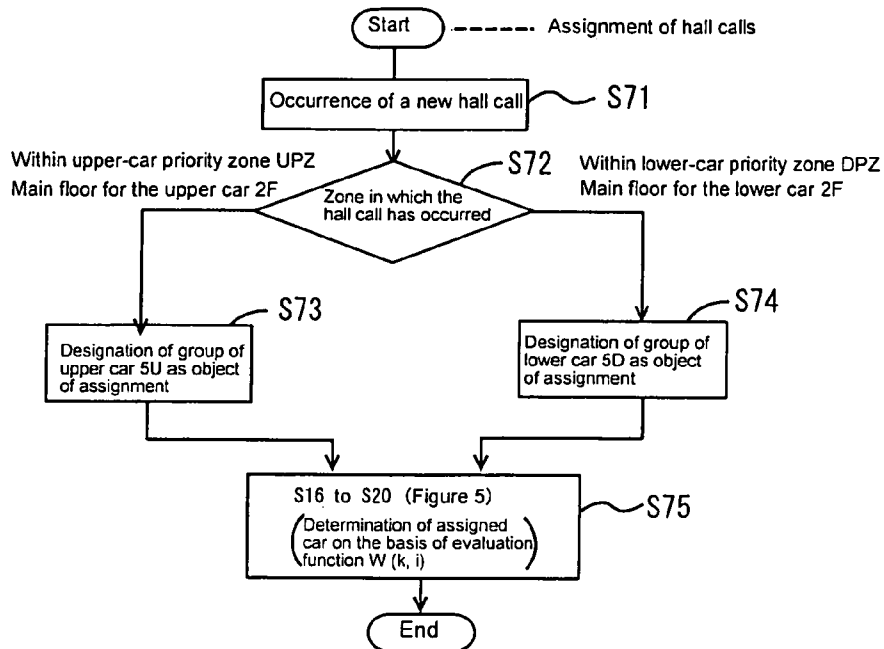 Start
Assignment of hall calls
Occurrence of a new hall call
S71
Within upper-car priority zone UPZ
Main floor for the upper car 2F
S72
Within lower-car priority zone DPZ
Main floor for the lower car 2F
Zone in which the
hall call has occurred
S73
S74
Designation of group of
upper car 5U as object
of assignment
Designation of group of
lower car 5D as object
of assignment
S16 to S20 (Figure 5)
(Determination of assigned
car on the basis of evaluation
function W (k, i))
S75
End